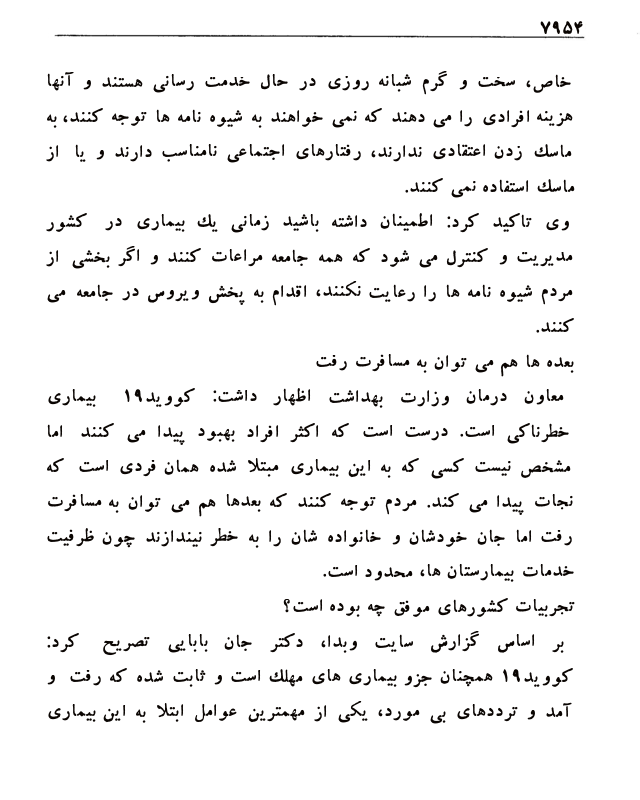 ۷۹۵۴
خاص، سخت و گرم شبانه روزی در حال خدمت رسانی هستند و آنها
هزینه افرادی را می دهند که نمی خواهند به شیوه نامه ها توجه کنند، به
ماسك زدن اعتقادی ندارند، رفتارهای اجتماعی نامناسب دارند و یا از
ماسك استفاده نمی کنند.
وی تاکید کرد: اطمینان داشته باشید زمانی يك بیماری در کشور
مدیریت و کنترل می شود که همه جامعه مراعات کنند و اگر بخشی از
مردم شیوه نامه ها را رعایت نکنند، اقدام به پخش ویروس در جامعه می
کنند.
بعده ها هم می توان به مسافرت رفت
معاون درمان وزارت بهداشت اظهار داشت: کووید۱۹ بیماری
خطرناکی است. درست است که اکثر افراد بهبود پیدا می کنند اما
مشخص نیست کسی که به این بیماری مبتلا شده همان فردی است که
نجات پیدا می کند. مردم توجه کنند که بعدها هم می توان به مسافرت
رفت اما جان خودشان و خانواده شان را به خطر نیندازند چون ظرفیت
خدمات بیمارستان ها، محدود است.
تجربیات کشورهای موفق چه بوده است؟
بر اساس گزارش سایت وبدا، دکتر جان بابایی تصریح کرد:
کووید۱۹ همچنان جزو بیماری های مهلك است و ثابت شده که رفت و
آمد و ترددهای بی مورد، یکی از مهمترین عوامل ابتلا به این بیماری